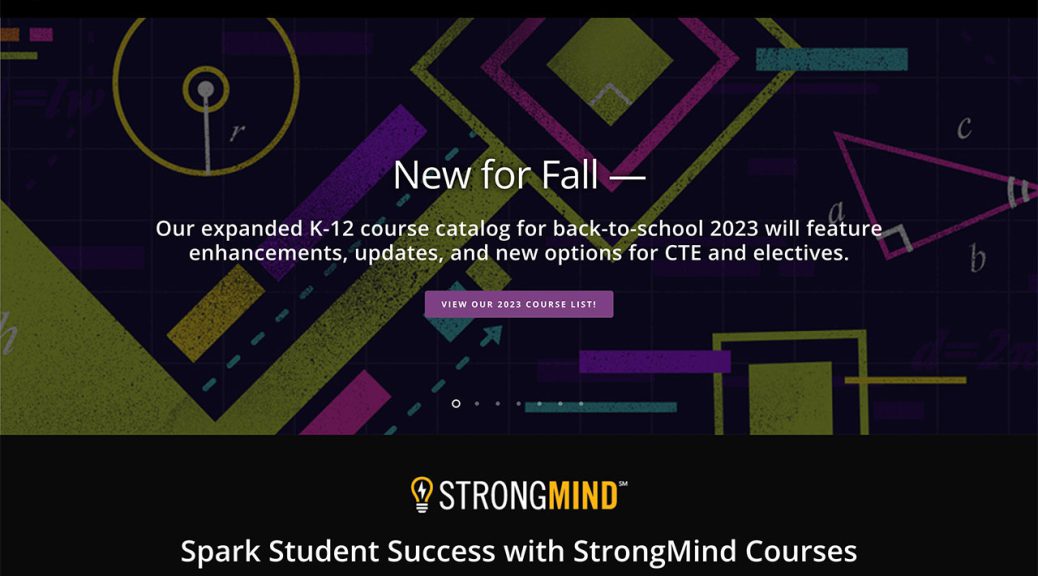 =lw
r
c
New for Fall —
a
Our expanded K-12 course catalog for back-to-school 2023 will feature
enhancements, updates, and new options for CTE and electives.
b
VIEW OUR 2023 COURSE LIST!
h
STRONGMIND℠
Spark Student Success with StrongMind Courses